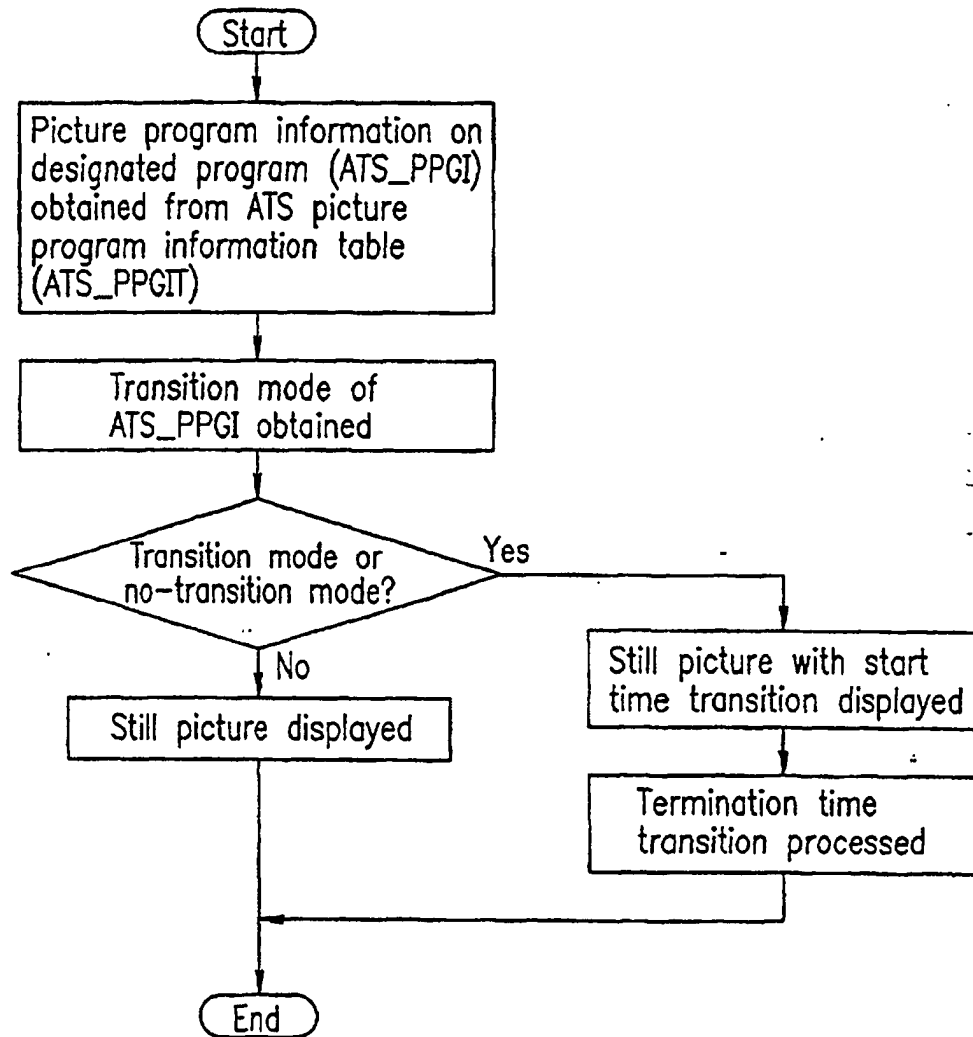 Start
Picture program information on
designated program (ATS_PPGI)
obtained from ATS picture
program information table
(ATS_PPGIT)
Transition mode of
ATS_PPGI obtained
Transition mode or
no-transition mode?
Yes
No
Still picture displayed
Still picture with start
time transition displayed
Termination time
transition processed
End